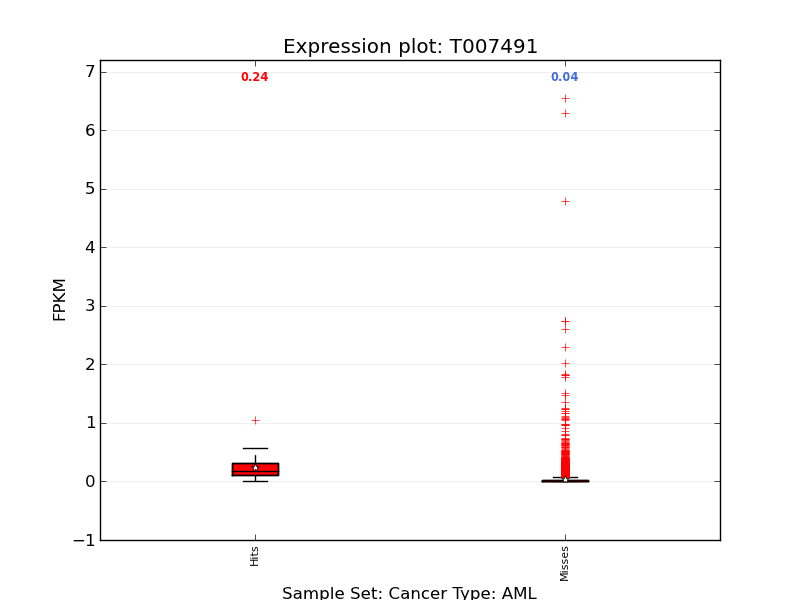 Expression plot: T007491
0.24
0.04
7
6
5
4
3
2
1
0
−1
FPKM
Hits
Misses
Sample Set: Cancer Type: AML